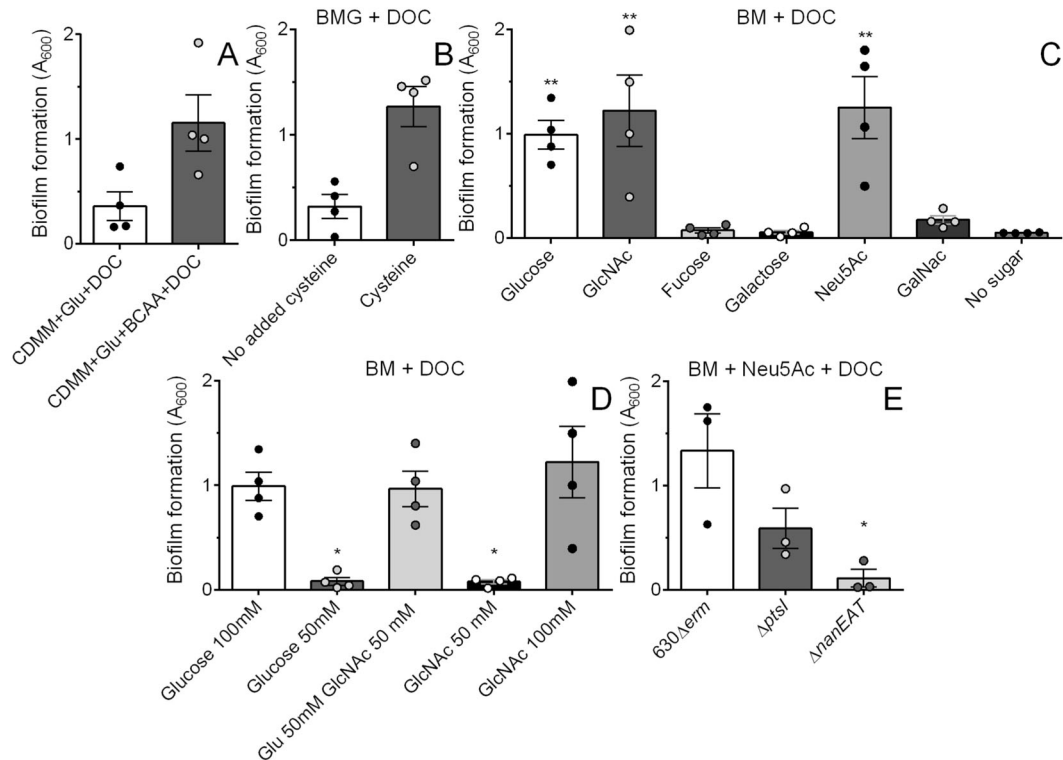 A
Biofilm formation (A600)
2
1
0
CDMM+Glu+DOC
CDMM+Glu+BCAA+DOC
BMG + DOC
B
Biofilm formation (A600)
2
1
0
No added cysteine
Cysteine
BM + DOC
C
Biofilm formation (A600)
2
1
0
**
**
**
Glucose
GlcNAc
Fucose
Galactose
Neu5Ac
GalNac
No sugar
BM + DOC
D
Biofilm formation (A600)
2
1
0
*
*
Glucose 100mM
Glucose 50mM
Glu 50mM GlcNAc 50 mM
GlcNAc 50 mM
GlcNAc 100mM
BM + Neu5Ac + DOC
E
Biofilm formation (A600)
2
1
0
*
630Δerm
ΔptsI
ΔnanEAT